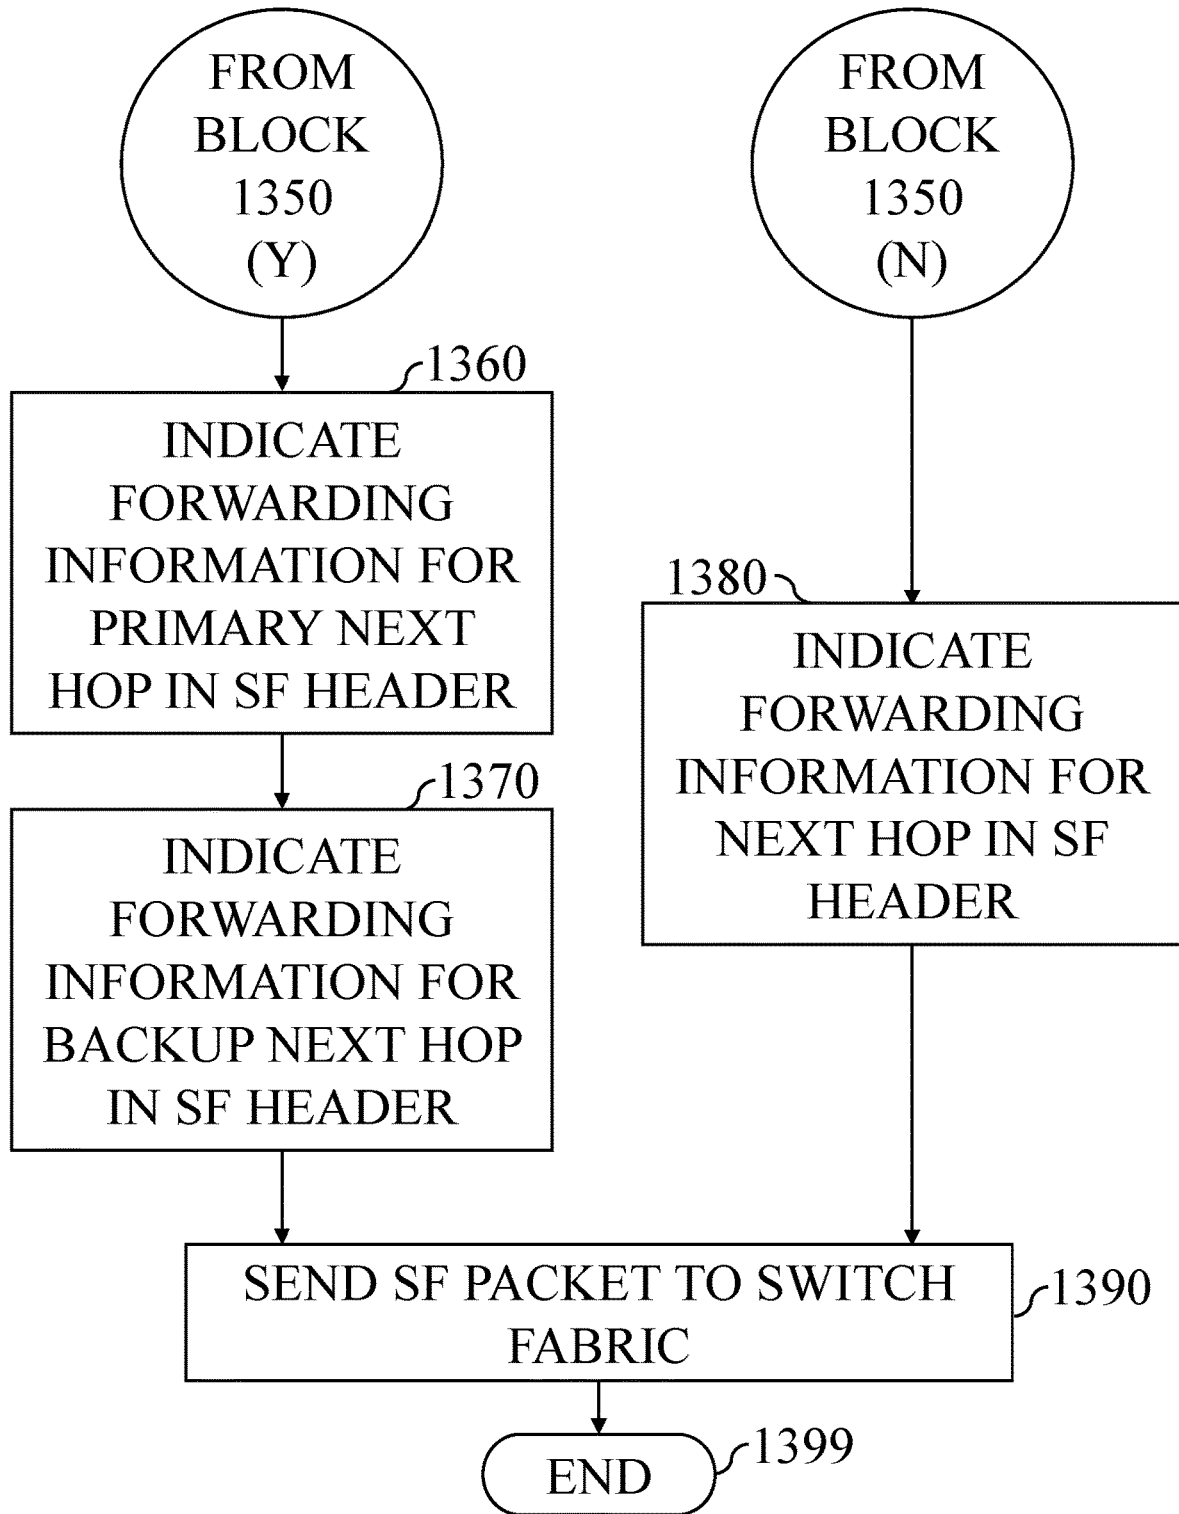 FROM
BLOCK
1350
(Y)
FROM
BLOCK
1350
(N)
1360
INDICATE
FORWARDING
INFORMATION FOR
PRIMARY NEXT
HOP IN SF HEADER
1370
INDICATE
FORWARDING
INFORMATION FOR
BACKUP NEXT HOP
IN SF HEADER
1380
INDICATE
FORWARDING
INFORMATION FOR
NEXT HOP IN SF
HEADER
SEND SF PACKET TO SWITCH
FABRIC
1390
END
1399